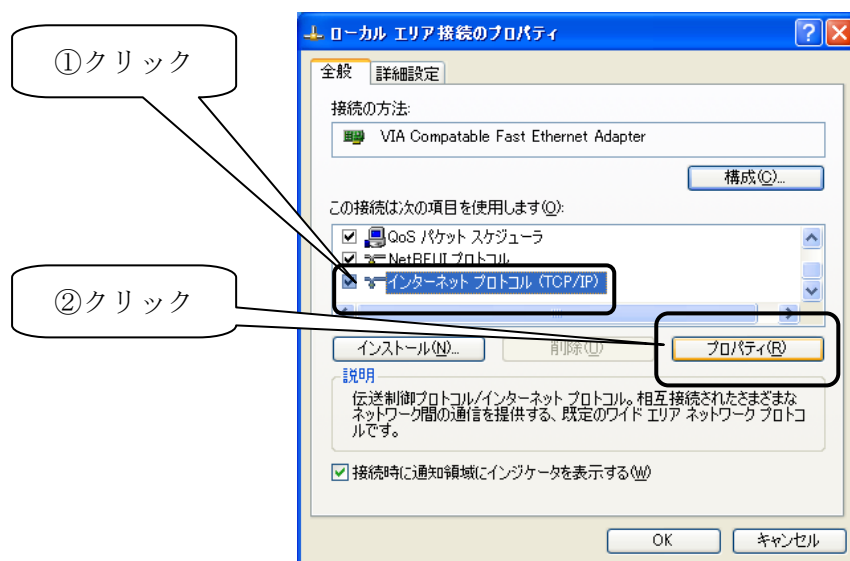 ローカル エリア接続のプロパティ
①クリック
全般 詳細設定
接続の方法:
VIA Compatable Fast Ethernet Adapter
構成(C)...
この接続は次の項目を使用します(O):
QoS パケット スケジューラ
NetBEUI プロトコル
インターネット プロトコル (TCP/IP)
②クリック
インストール(N)... 削除(U) プロパティ(R)
説明
伝送制御プロトコル/インターネット プロトコル。相互接続されたさまざまな
ネットワーク間の通信を提供する、既定のワイド エリア ネットワーク プロトコ
ルです。
接続時に通知領域にインジケータを表示する(W)
OK キャンセル